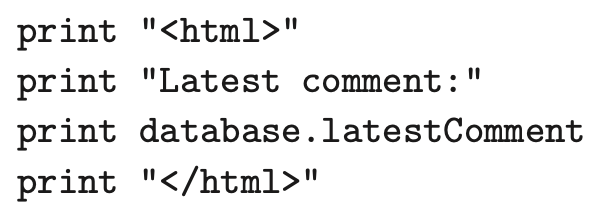 print "<html>"
print "Latest comment:"
print database.latestComment
print "</html>"